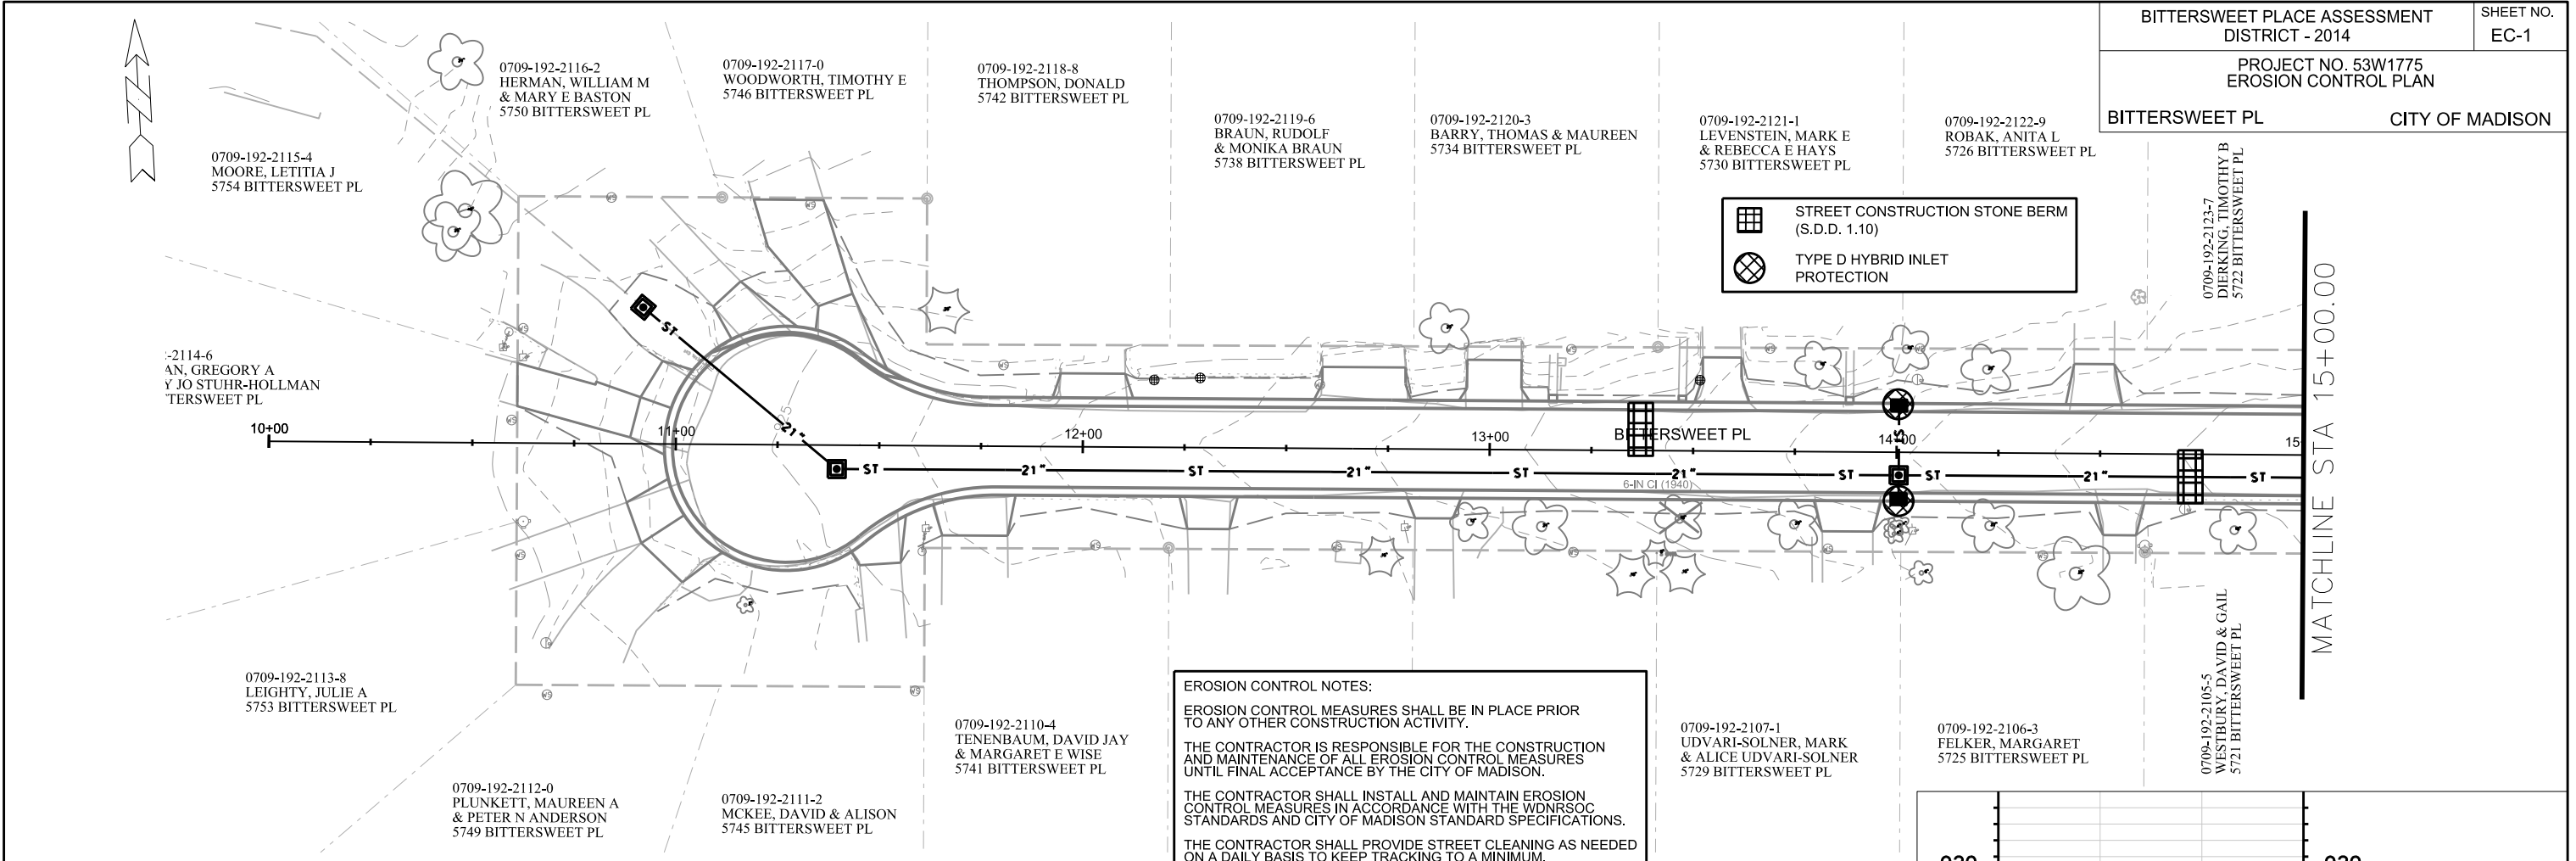 BITTERSWEET PLACE ASSESSMENT
DISTRICT - 2014
SHEET NO.
EC-1
PROJECT NO. 53W1775
EROSION CONTROL PLAN
BITTERSWEET PL
CITY OF MADISON
0709-192-2115-4
MOORE, LETITIA J
5754 BITTERSWEET PL
0709-192-2116-2
HERMAN, WILLIAM M
& MARY E BASTON
5750 BITTERSWEET PL
0709-192-2117-0
WOODWORTH, TIMOTHY E
5746 BITTERSWEET PL
0709-192-2118-8
THOMPSON, DONALD
5742 BITTERSWEET PL
0709-192-2119-6
BRAUN, RUDOLF
& MONIKA BRAUN
5738 BITTERSWEET PL
0709-192-2120-3
BARRY, THOMAS & MAUREEN
5734 BITTERSWEET PL
0709-192-2121-1
LEVENSTEIN, MARK E
& REBECCA E HAYS
5730 BITTERSWEET PL
0709-192-2122-9
ROBAK, ANITA L
5726 BITTERSWEET PL
0709-192-2123-7
DIERKING, TIMOTHY B
5722 BITTERSWEET PL
STREET CONSTRUCTION STONE BERM
(S.D.D. 1.10)
TYPE D HYBRID INLET
PROTECTION
MATCHLINE STA 15+00.00
-2114-6
AN, GREGORY A
Y JO STUHR-HOLLMAN
TERSWEET PL
10+00
11+00
12+00
13+00
BITTERSWEET PL
14+00
15
ST
21"
ST
21"
ST
21"
ST
21"
ST
ST
21"
ST
ST
6-IN CI (1940)
0709-192-2113-8
LEIGHTY, JULIE A
5753 BITTERSWEET PL
0709-192-2112-0
PLUNKETT, MAUREEN A
& PETER N ANDERSON
5749 BITTERSWEET PL
0709-192-2111-2
MCKEE, DAVID & ALISON
5745 BITTERSWEET PL
0709-192-2110-4
TENENBAUM, DAVID JAY
& MARGARET E WISE
5741 BITTERSWEET PL
EROSION CONTROL NOTES:
EROSION CONTROL MEASURES SHALL BE IN PLACE PRIOR
TO ANY OTHER CONSTRUCTION ACTIVITY.
THE CONTRACTOR IS RESPONSIBLE FOR THE CONSTRUCTION
AND MAINTENANCE OF ALL EROSION CONTROL MEASURES
UNTIL FINAL ACCEPTANCE BY THE CITY OF MADISON.
THE CONTRACTOR SHALL INSTALL AND MAINTAIN EROSION
CONTROL MEASURES IN ACCORDANCE WITH THE WDNRSOC
STANDARDS AND CITY OF MADISON STANDARD SPECIFICATIONS.
THE CONTRACTOR SHALL PROVIDE STREET CLEANING AS NEEDED
ON A DAILY BASIS TO KEEP TRACKING TO A MINIMUM.
0709-192-2107-1
UDVARI-SOLNER, MARK
& ALICE UDVARI-SOLNER
5729 BITTERSWEET PL
0709-192-2106-3
FELKER, MARGARET
5725 BITTERSWEET PL
0709-192-2105-5
WESTBURY, DAVID & GAIL
5721 BITTERSWEET PL